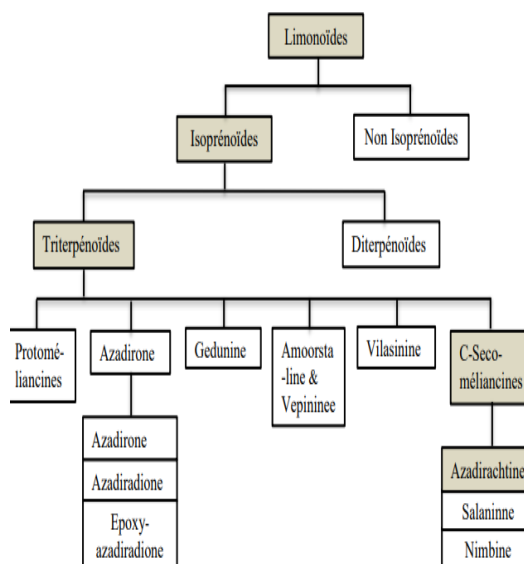 Limonoïdes
Isoprénoïdes
Non Isoprénoïdes
Triterpénoïdes
Diterpénoïdes
Protomé-
liancines
Azadirone
Gedunine
Amoorsta
-line &
Vepininee
Vilasinine
C-Seco-
méliancines
Azadirone
Azadiradione
Epoxy-
azadiradione
Azadirachtine
Salaninne
Nimbine